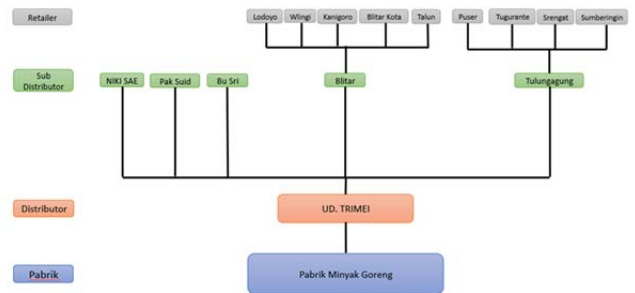 Retailer
Lodoyo Wlingi Kanigoro Blitar Kota Talun Puser Tugurante Srengat Sumberingin
Sub
Distributor
NIKI SAE Pak Suid Bu Sri Blitar Tulungagung
Distributor
UD. TRIMEI
Pabrik
Pabrik Minyak Goreng